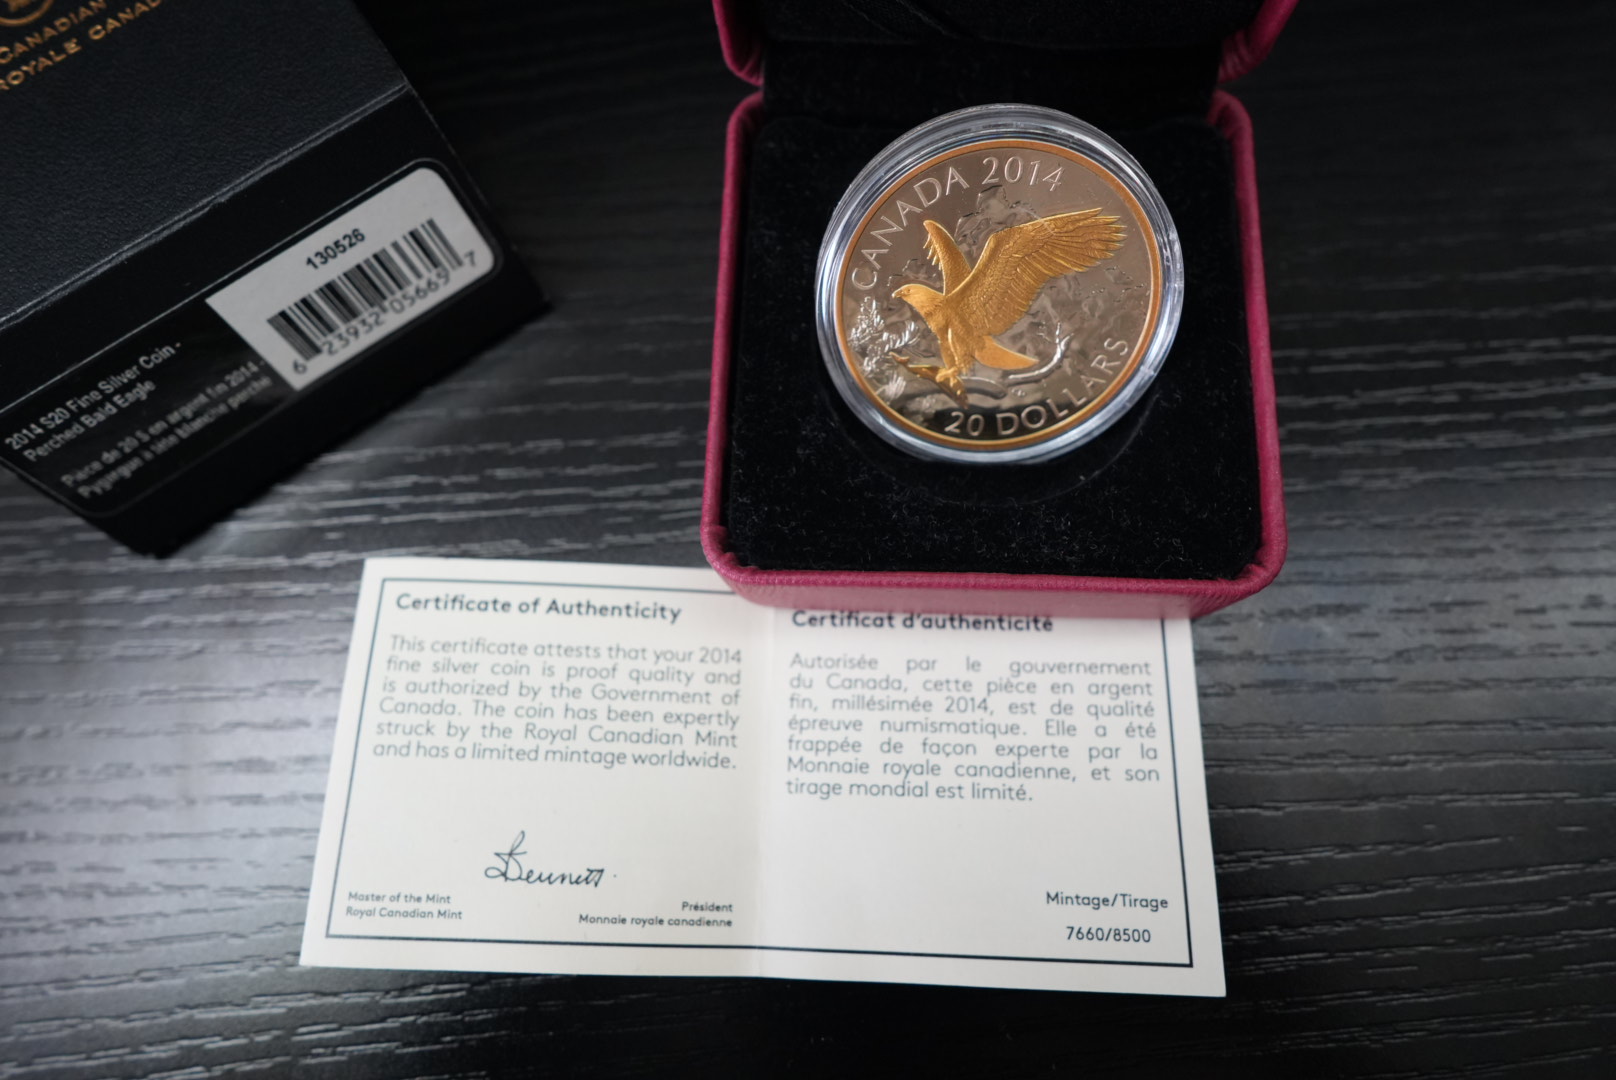 CANADIAN
ROYALE CANAD
130526
6 23932 05665 7
2014 $20 Fine Silver Coin -
Perched Bald Eagle
Pièce de 20 $ en argent fin 2014 -
Pygargue à tête blanche perché
CANADA 2014
20 DOLLARS
Certificate of Authenticity
This certificate attests that your 2014
fine silver coin is proof quality and
is authorized by the Government of
Canada. The coin has been expertly
struck by the Royal Canadian Mint
and has a limited mintage worldwide.
Bennett
Master of the Mint
Royal Canadian Mint
Président
Monnaie royale canadienne
Certificat d'authenticité
Autorisée par le gouvernement
du Canada, cette pièce en argent
fin, millésimée 2014, est de qualité
épreuve numismatique. Elle a été
frappée de façon experte par la
Monnaie royale canadienne, et son
tirage mondial est limité.
Mintage/Tirage
7660/8500